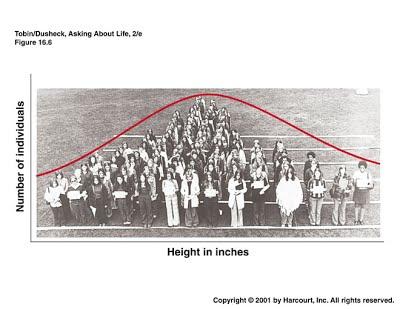 Tobin/Dusheck, Asking About Life, 2/e
Figure 16.6
Number of individuals
Height in inches
Copyright © 2001 by Harcourt, Inc. All rights reserved.